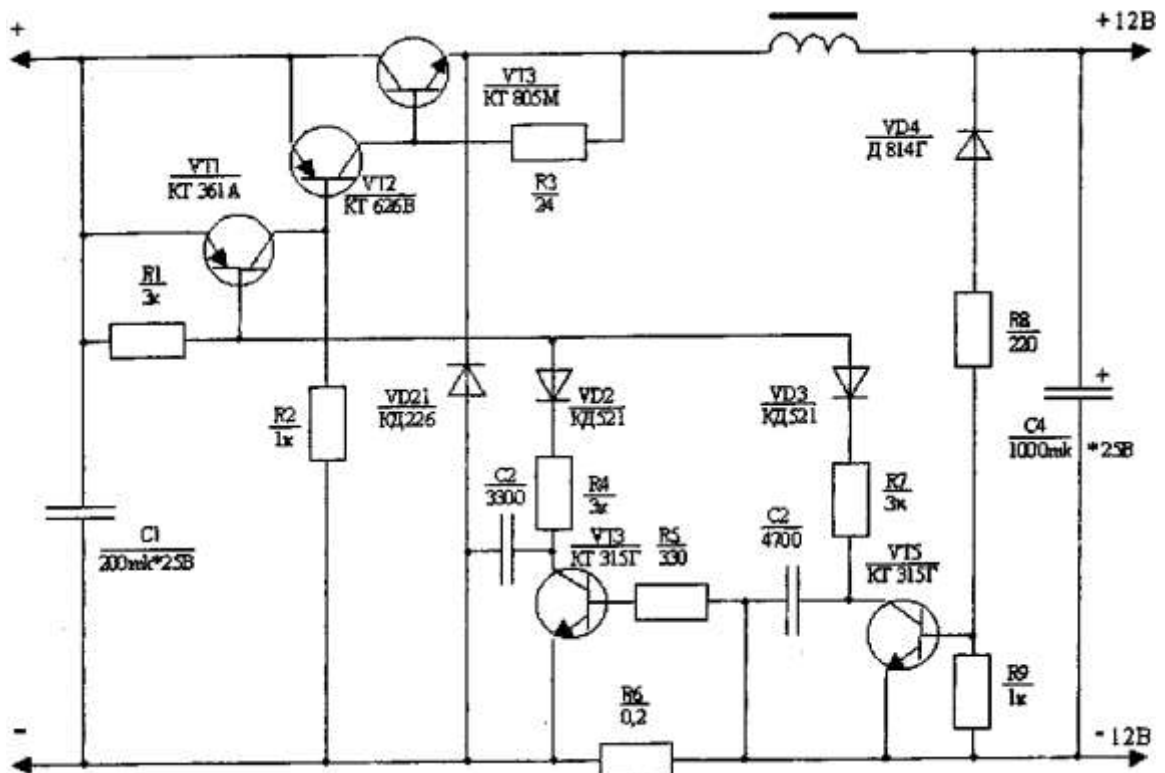 +
+12В
VT3
КТ 805М
VD4
Д 814Г
VT1
КТ 361А
VT2
КТ 626В
R3
24
R1
3к
R8
220
VD21
КД226
VD2
КД521
VD3
КД521
+
R2
1к
C4
1000mk *25В
C2
3300
R4
3к
R7
3к
C1
200mk*25В
VT3
КТ 315Г
R5
330
C2
4700
VT5
КТ 315Г
R9
1к
R6
0,2
-
-12В